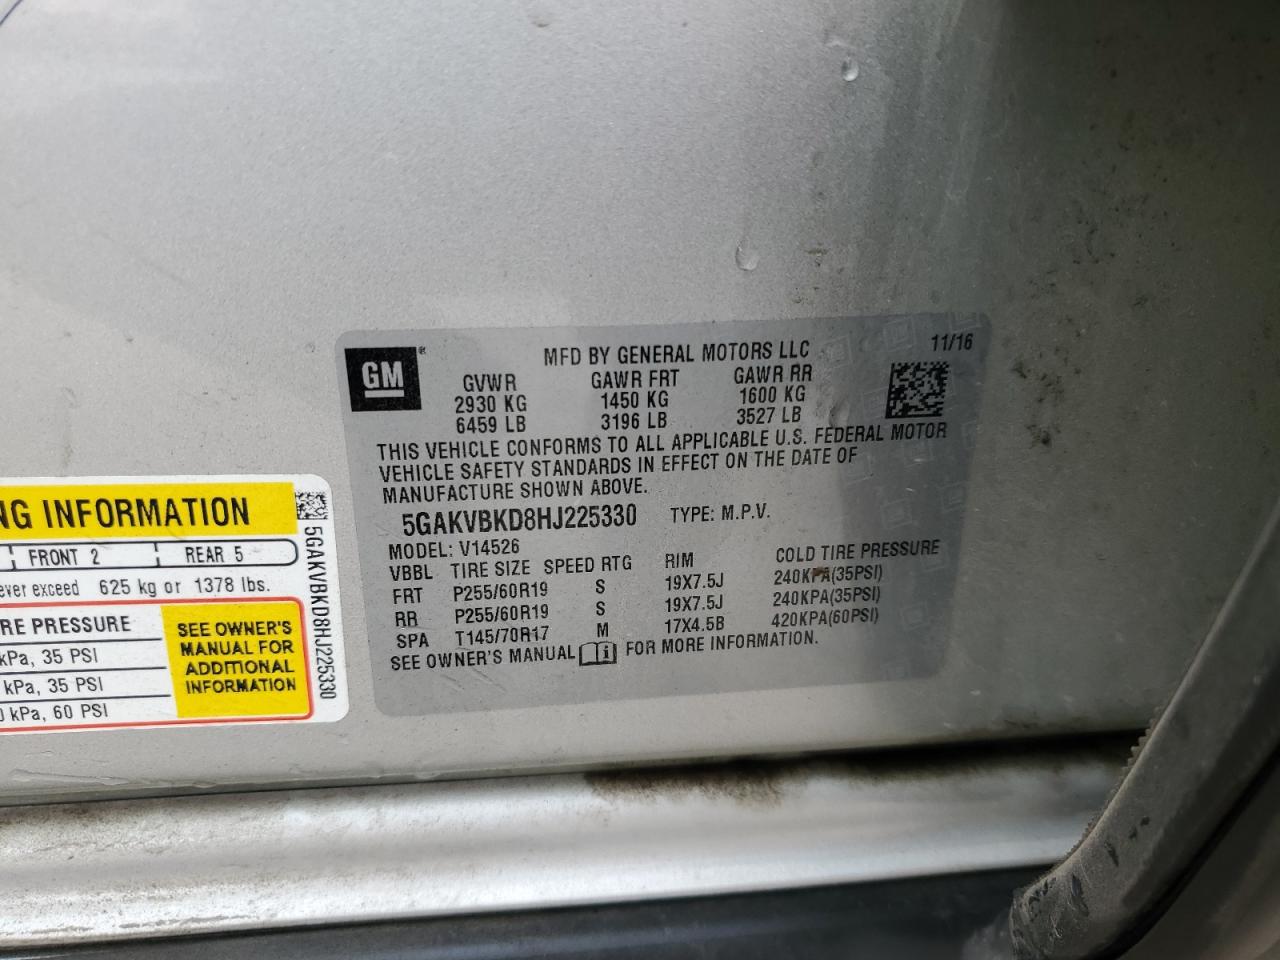 GM
MFD BY GENERAL MOTORS LLC
11/16
GVWR GAWR FRT GAWR RR
2930 KG 1450 KG 1600 KG
6459 LB 3196 LB 3527 LB
THIS VEHICLE CONFORMS TO ALL APPLICABLE U.S. FEDERAL MOTOR
VEHICLE SAFETY STANDARDS IN EFFECT ON THE DATE OF
MANUFACTURE SHOWN ABOVE.
5GAKVBKD8HJ225330 TYPE: M.P.V.
MODEL: V14526
VBBL TIRE SIZE SPEED RTG RIM COLD TIRE PRESSURE
FRT P255/60R19 S 19X7.5J 240KPA(35PSI)
RR P255/60R19 S 19X7.5J 240KPA(35PSI)
SPA T145/70R17 M 17X4.5B 420KPA(60PSI)
SEE OWNER'S MANUAL FOR MORE INFORMATION.
NG INFORMATION
FRONT 2 REAR 5
ever exceed 625 kg or 1378 lbs.
RE PRESSURE
kPa, 35 PSI
kPa, 35 PSI
0 kPa, 60 PSI
SEE OWNER'S
MANUAL FOR
ADDITIONAL
INFORMATION
5GAKVBKD8HJ225330